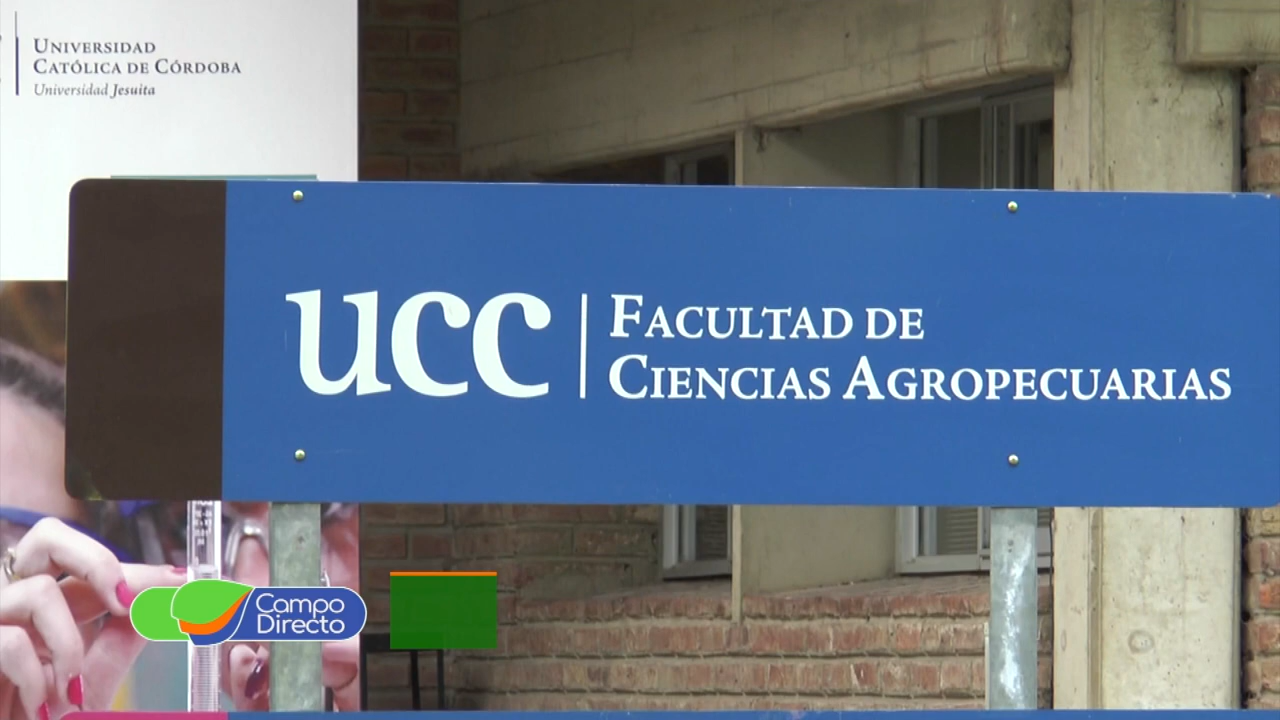 UNIVERSIDAD
CATÓLICA DE CÓRDOBA
Universidad Jesuita
ucc
FACULTAD DE
CIENCIAS AGROPECUARIAS
Campo
Directo